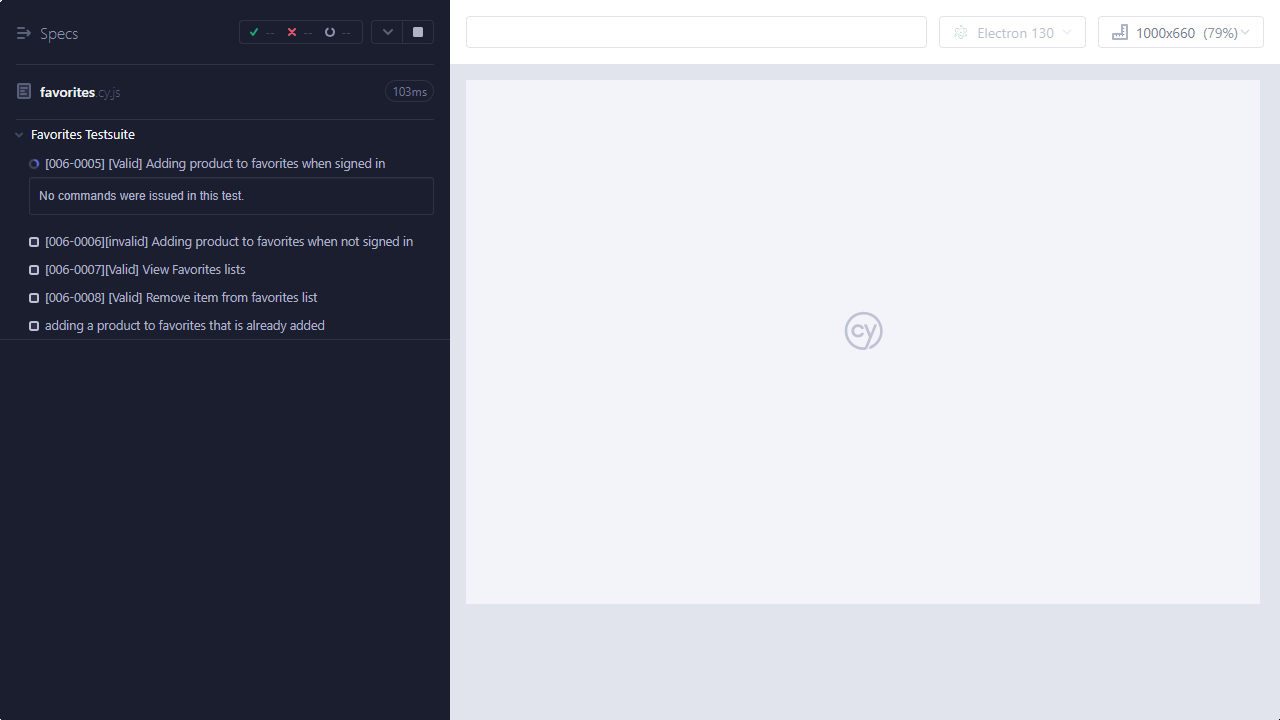 Specs
-- -- --
favorites cy.js
103ms
Favorites Testsuite
[006-0005] [Valid] Adding product to favorites when signed in
No commands were issued in this test.
[006-0006][invalid] Adding product to favorites when not signed in
[006-0007][Valid] View Favorites lists
[006-0008] [Valid] Remove item from favorites list
adding a product to favorites that is already added
Electron 130
1000x660 (79%)
cy